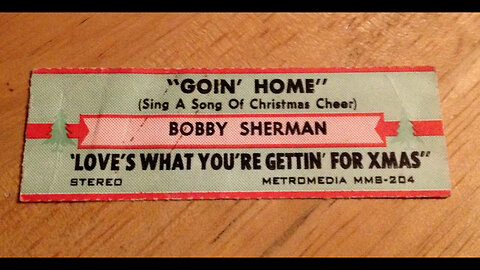 "GOIN' HOME"
(Sing A Song Of Christmas Cheer)
BOBBY SHERMAN
'LOVE'S WHAT YOU'RE GETTIN' FOR XMAS"
STEREO METROMEDIA MMS-204